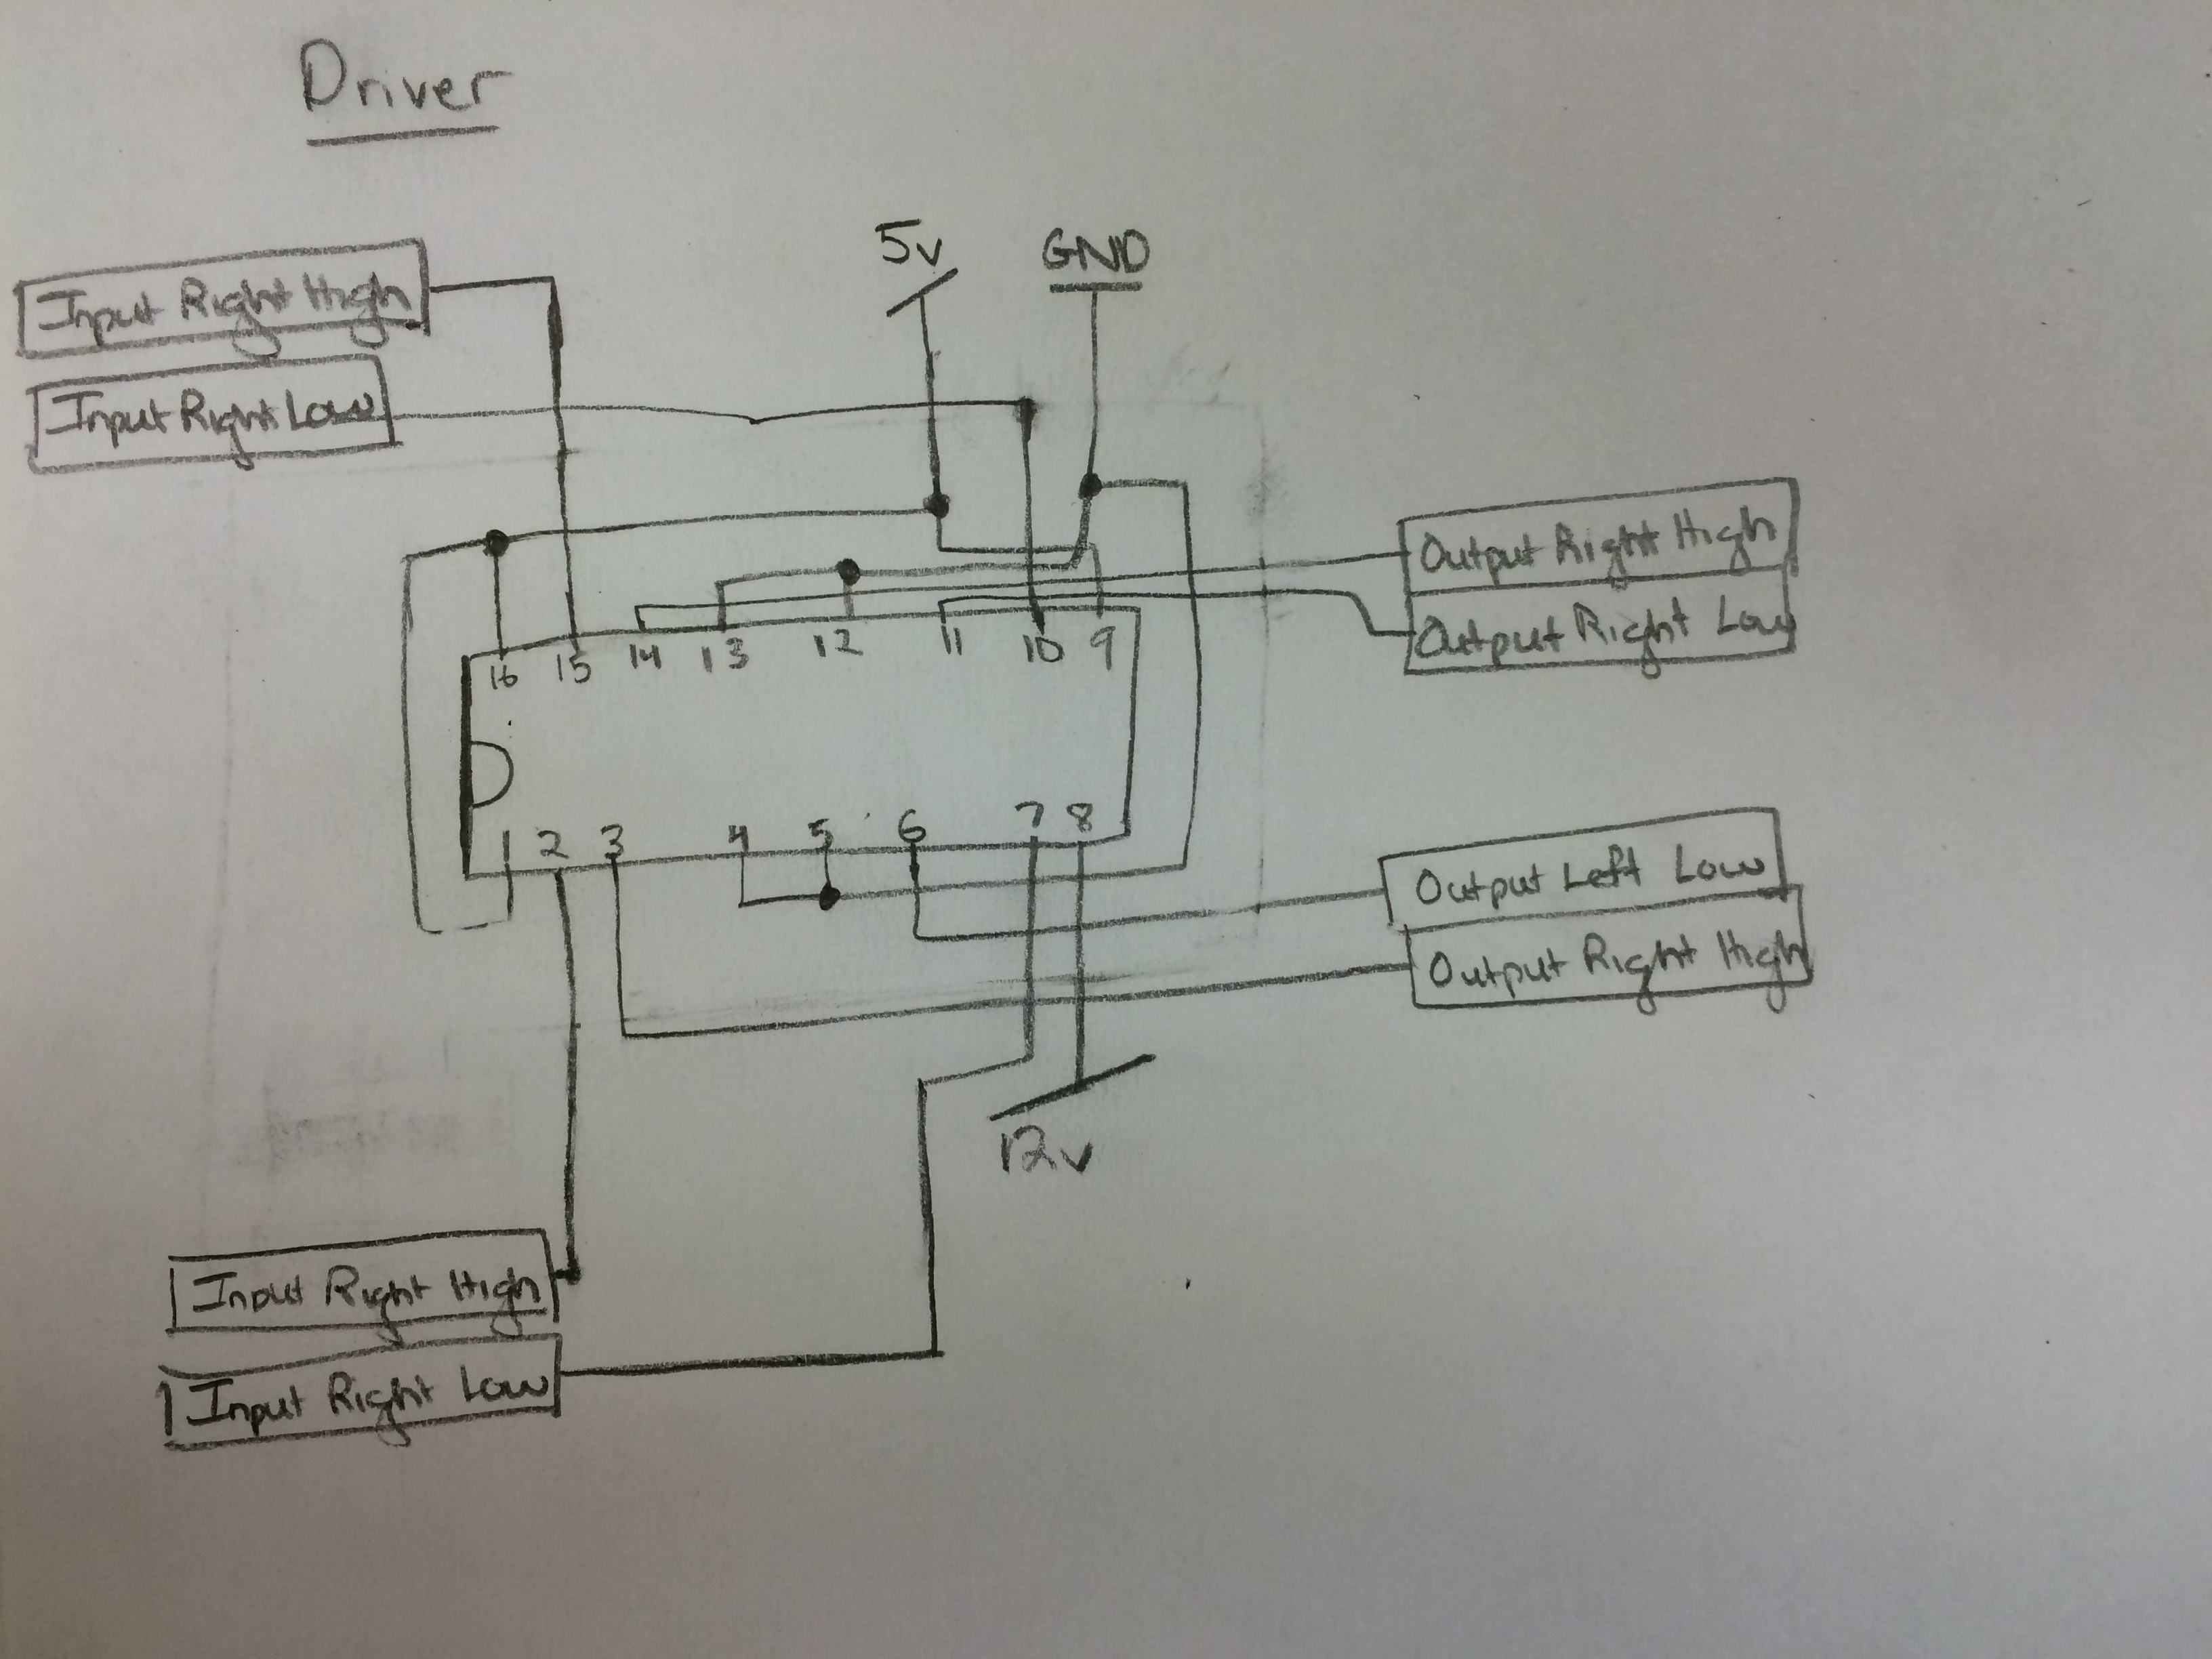 Driver
Input Right High
Input Right Low
5v
GND
16 15 14 13 12 11 10 9
1 2 3 4 5 6 7 8
Input Right High
Input Right Low
12v
Output Right High
Output Right Low
Output Left Low
Output Right High